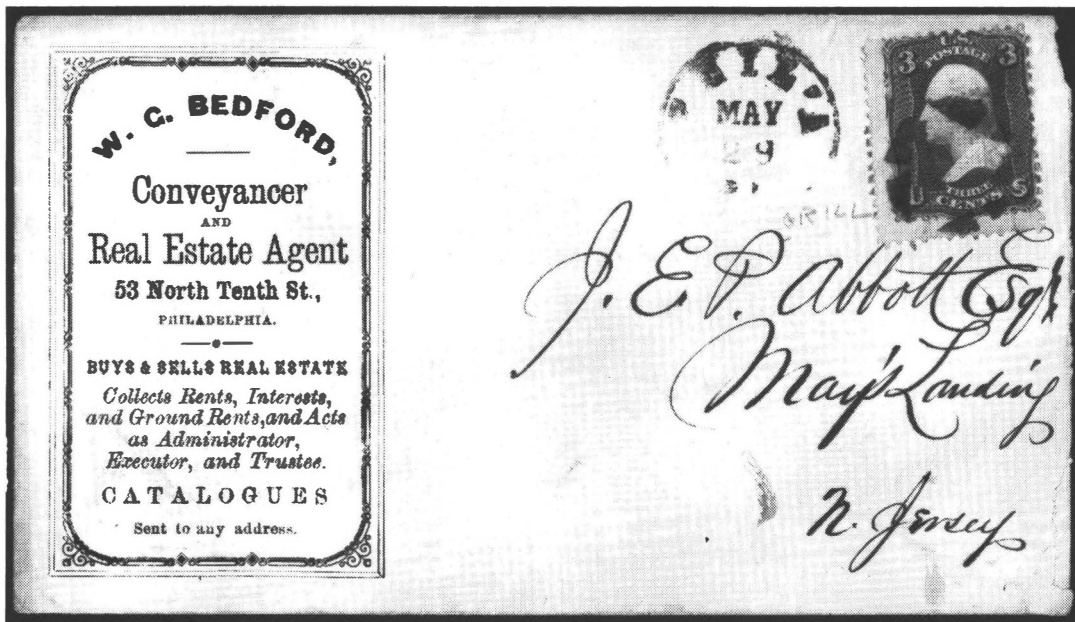 W. C. BEDFORD,
Conveyancer
AND
Real Estate Agent
53 North Tenth St.,
PHILADELPHIA.
BUYS & SELLS REAL ESTATE
Collects Rents, Interests,
and Ground Rents, and Acts
as Administrator,
Executor, and Trustee.
CATALOGUES
Sent to any address.
MAY
29
U.S.
POSTAGE
3 3
THREE
CENTS
U S
GRILL
J. E. P. Abbott Esqr
May's Landing
N. Jersey